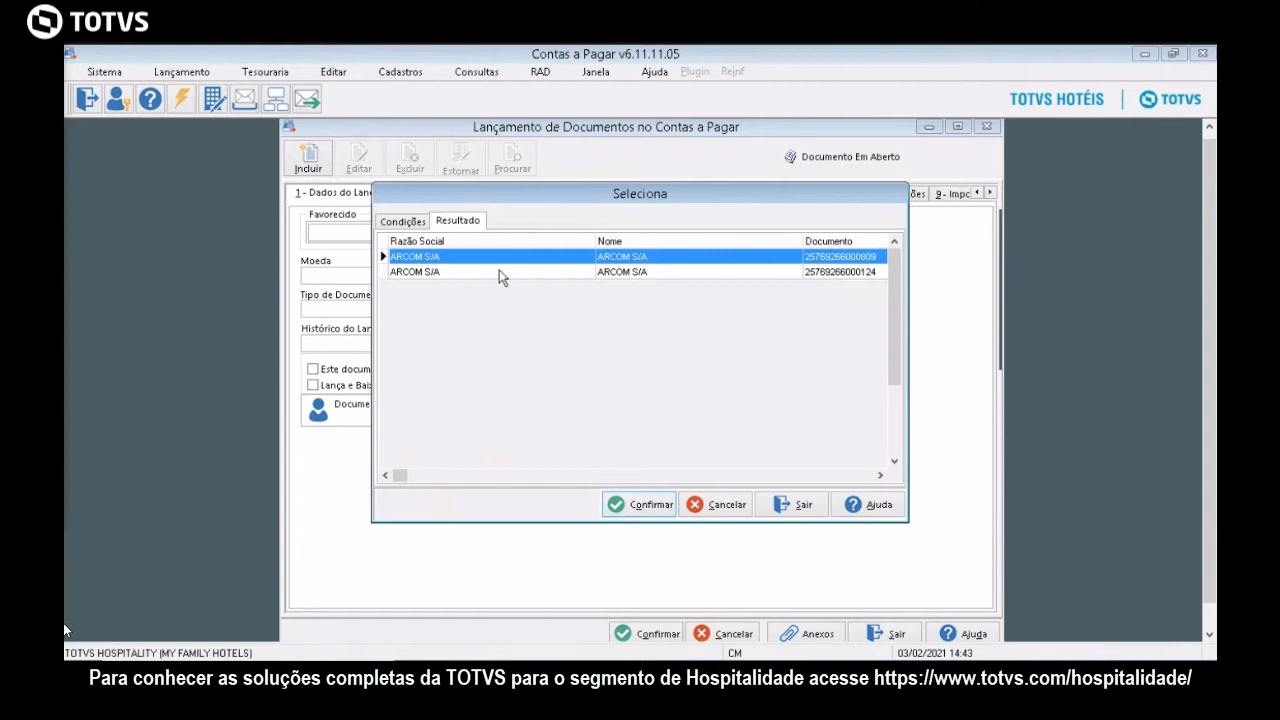 TOTVS
Contas a Pagar v6.11.11.05
Sistema Lançamento Tesouraria Editar Cadastros Consultas RAD Janela Ajuda Plugin Reinf
TOTVS HOTÉIS TOTVS
Lançamento de Documentos no Contas a Pagar
Incluir Editar Excluir Estornar Procurar
Documento Em Aberto
1 - Dados do Lan
ões 9- Impc
Seleciona
Favorecido
Condições Resultado
Razão Social Nome Documento
ARCOM S/A ARCOM S/A 25769266000809
ARCOM S/A ARCOM S/A 25769266000124
Moeda
Tipo de Docume
Histórico do Lan
Este docum
Lança e Baix
Docume
Confirmar Cancelar Sair Ajuda
Confirmar Cancelar Anexos Sair Ajuda
TOTVS HOSPITALITY (MY FAMILY HOTELS) CM 03/02/2021 14:43
Para conhecer as soluções completas da TOTVS para o segmento de Hospitalidade acesse https://www.totvs.com/hospitalidade/